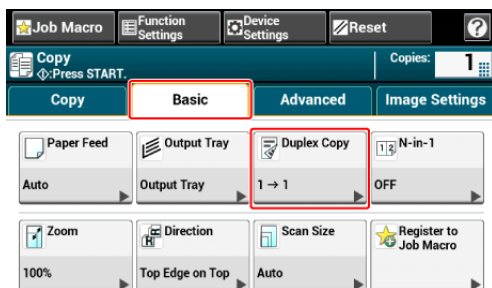 Job Macro
Function
Settings
Device
Settings
Reset
?
Copy
:Press START.
Copies:
1
Copy
Basic
Advanced
Image Settings
Paper Feed
Output Tray
Duplex Copy
N-in-1
Auto
Output Tray
1 → 1
OFF
Zoom
Direction
Scan Size
Register to
Job Macro
100%
Top Edge on Top
Auto